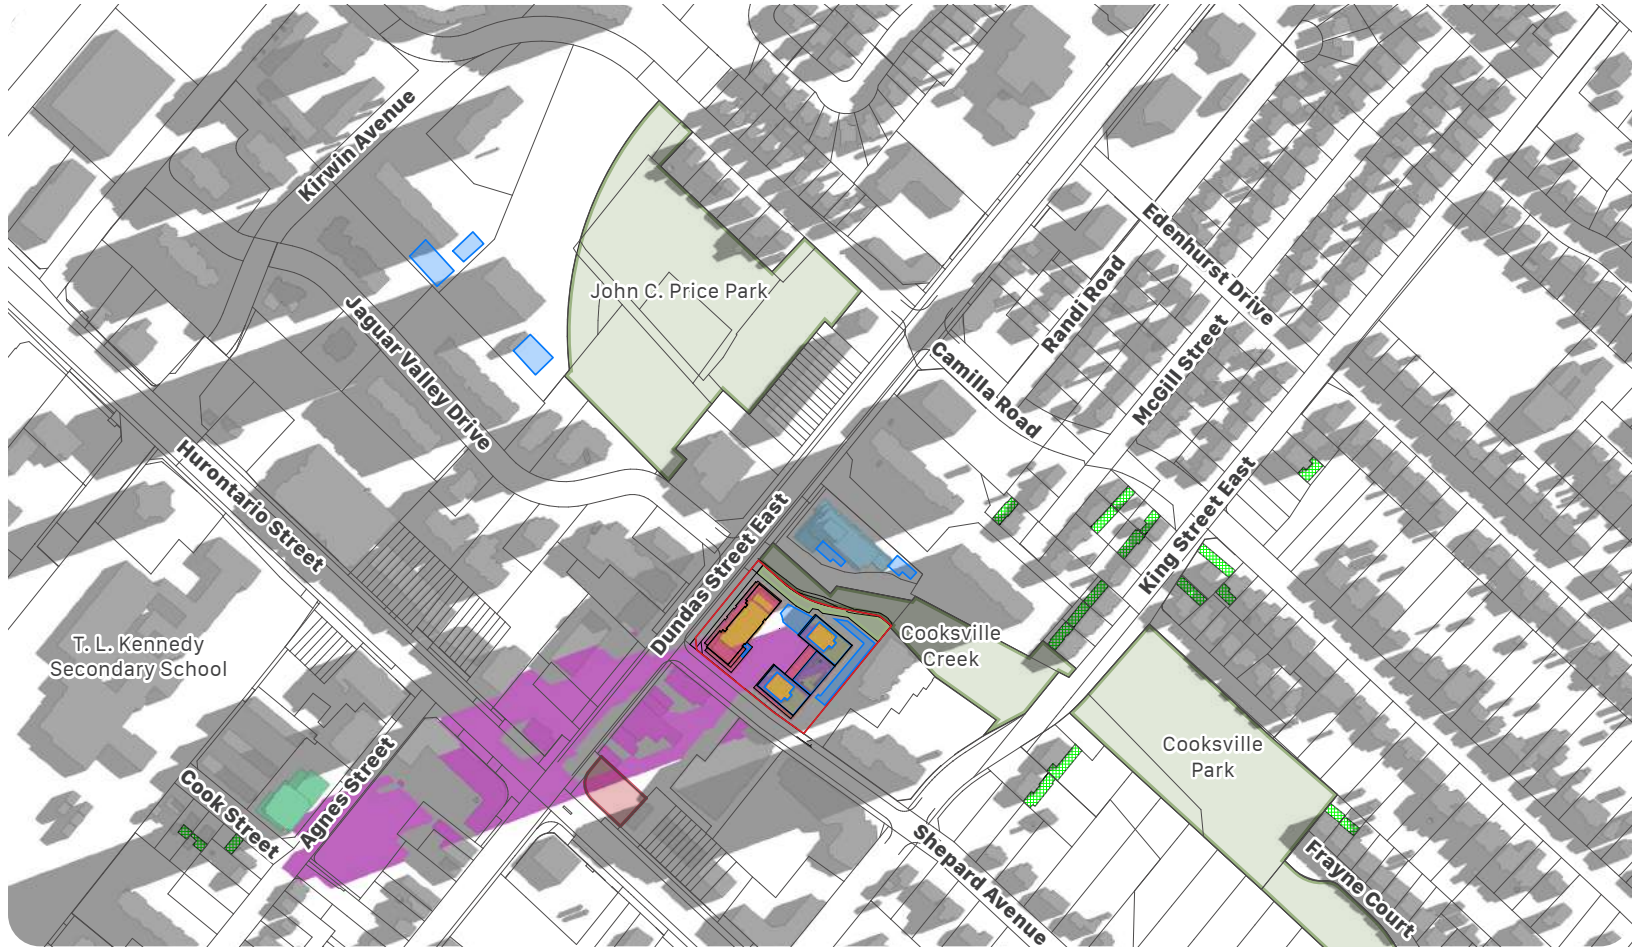 Kirwin Avenue
Edenhurst Drive
Randi Road
John C. Price Park
Jaguar Valley Drive
McGill Street
Camilla Road
Hurontario Street
King Street East
Dundas Street East
T. L. Kennedy
Secondary School
Cooksville
Creek
Cooksville
Park
Agnes Street
Cook Street
Shepard Avenue
Frayne Court